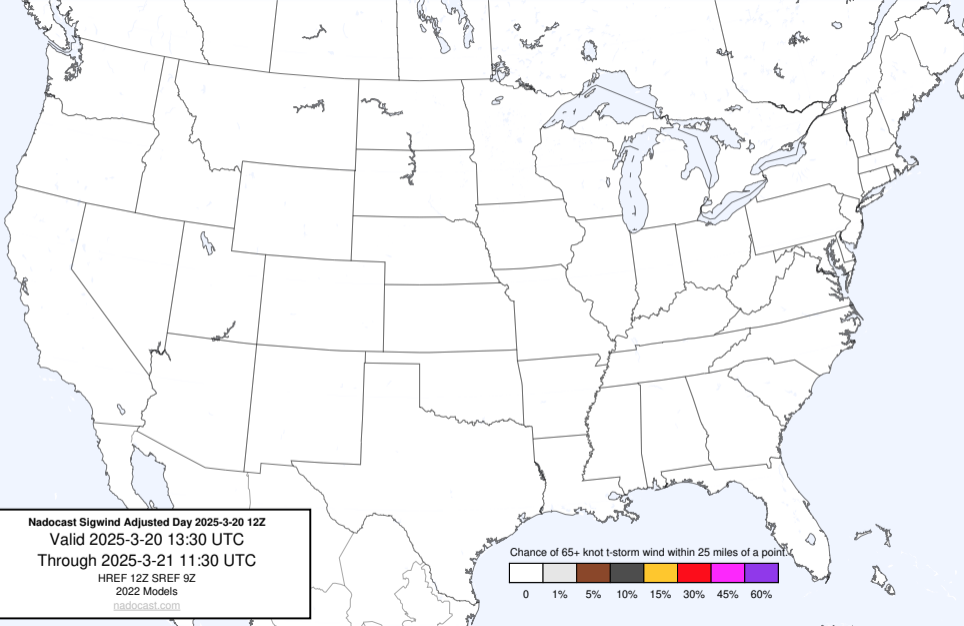 Nadocast Sigwind Adjusted Day 2025-3-20 12Z
Valid 2025-3-20 13:30 UTC
Through 2025-3-21 11:30 UTC
HREF 12Z SREF 9Z
2022 Models
nadocast.com
Chance of 65+ knot t-storm wind within 25 miles of a point.
0 1% 5% 10% 15% 30% 45% 60%